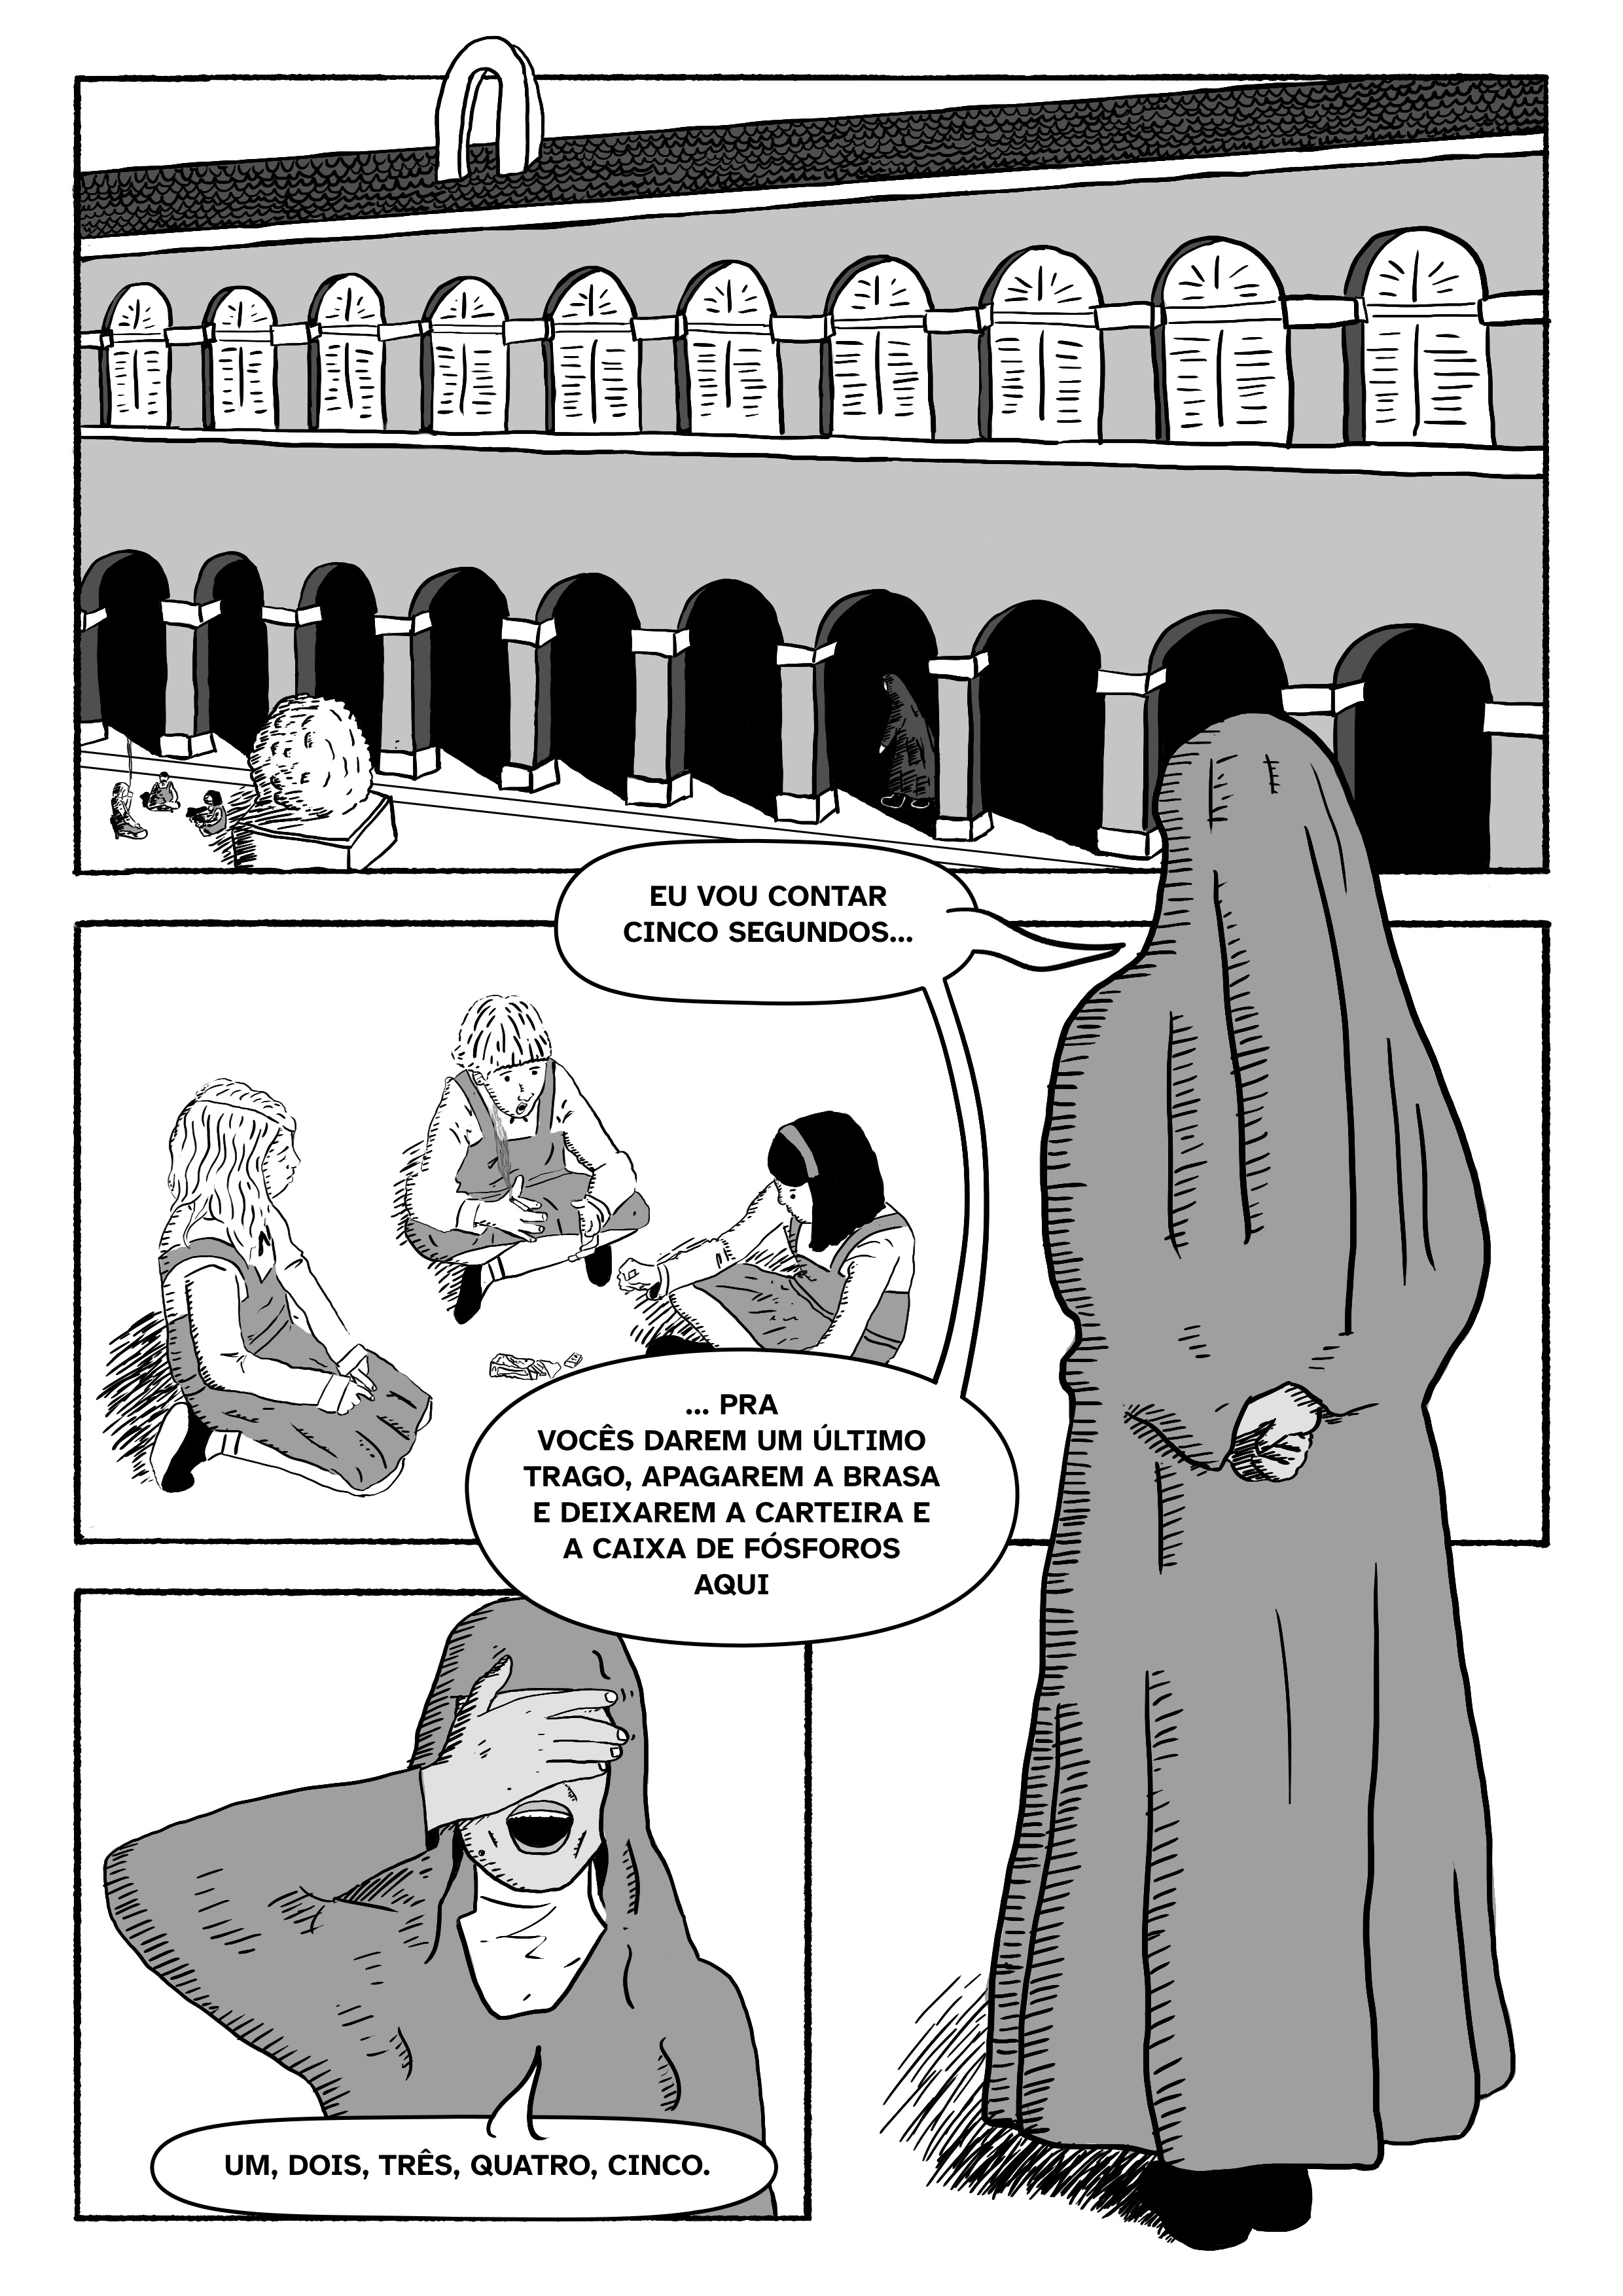 EU VOU CONTAR
CINCO SEGUNDOS...
... PRA
VOCÊS DAREM UM ÚLTIMO
TRAGO, APAGAREM A BRASA
E DEIXAREM A CARTEIRA E
A CAIXA DE FÓSFOROS
AQUI
UM, DOIS, TRÊS, QUATRO, CINCO.